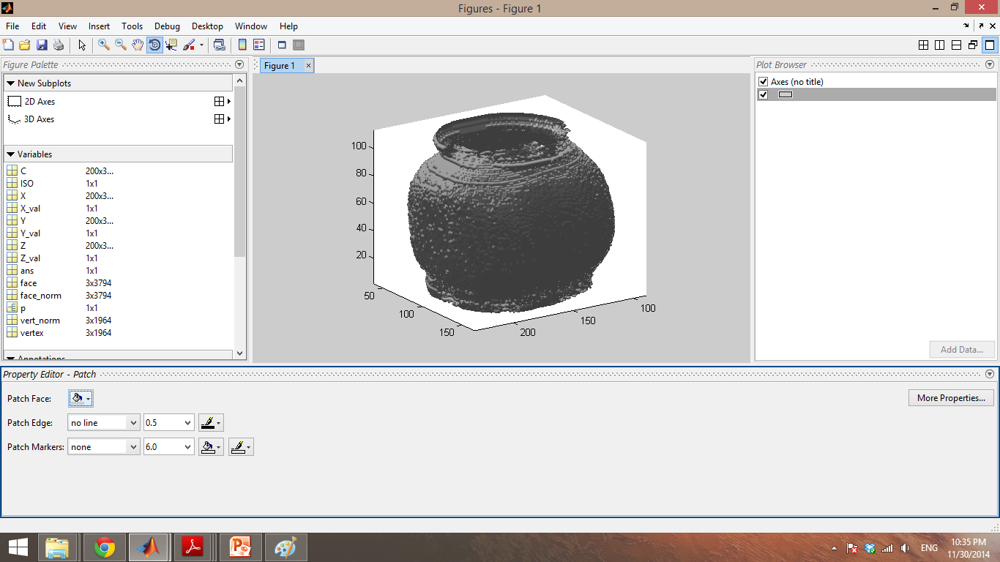 Figures - Figure 1
File Edit View Insert Tools Debug Desktop Window Help
Figure Palette
New Subplots
2D Axes
3D Axes
Variables
C 200x3...
ISO 1x1
X 200x3...
X_val 1x1
Y 200x3...
Y_val 1x1
Z 200x3...
Z_val 1x1
ans 1x1
face 3x3794
face_norm 3x3794
p 1x1
vert_norm 3x1964
vertex 3x1964
Annotations
Figure 1
100
80
60
40
20
50
100
150
200
150
100
Plot Browser
Axes (no title)
Add Data...
Property Editor - Patch
Patch Face:
More Properties...
Patch Edge: no line 0.5
Patch Markers: none 6.0
ENG
10:35 PM
11/30/2014